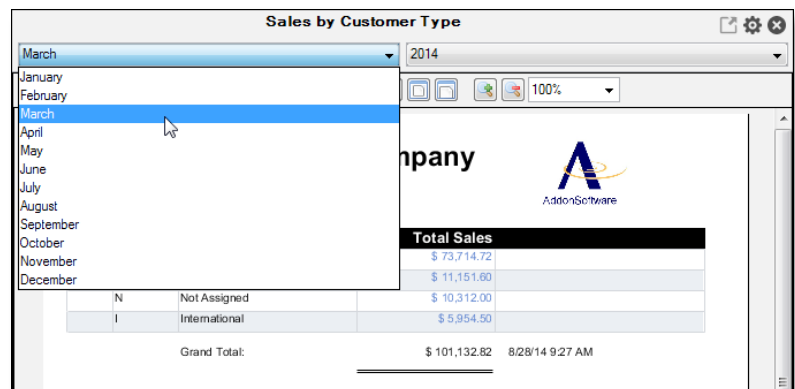 Sales by Customer Type
March 2014
January
February
March
April
May
June
July
August
September
October
November
December
100%
AddonSoftware
Total Sales
$ 73,714.72
$ 11,151.60
N Not Assigned $ 10,312.00
I International $ 5,954.50
Grand Total: $ 101,132.82 8/28/14 9:27 AM